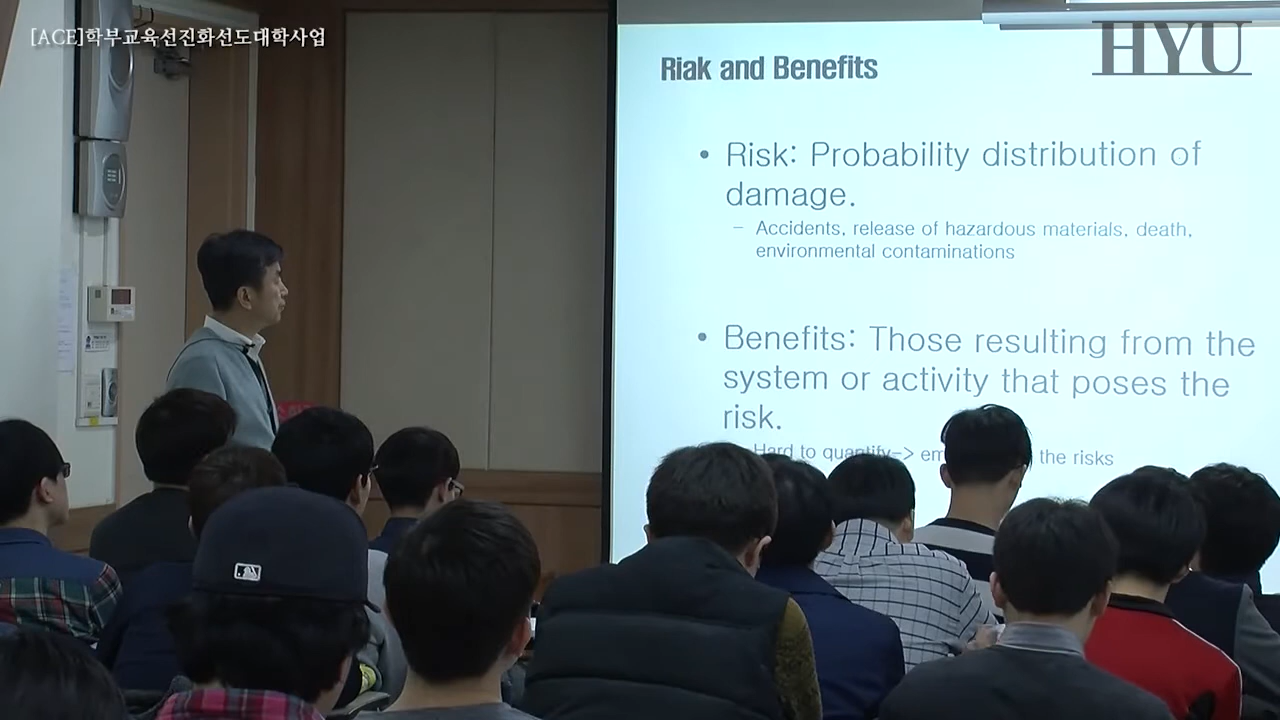 [ACE]학부교육선진화선도대학사업
HYU
Riak and Benefits
• Risk: Probability distribution of
damage.
– Accidents, release of hazardous materials, death,
environmental contaminations
• Benefits: Those resulting from the
system or activity that poses the
risk.
Hard to quantify-> the risks